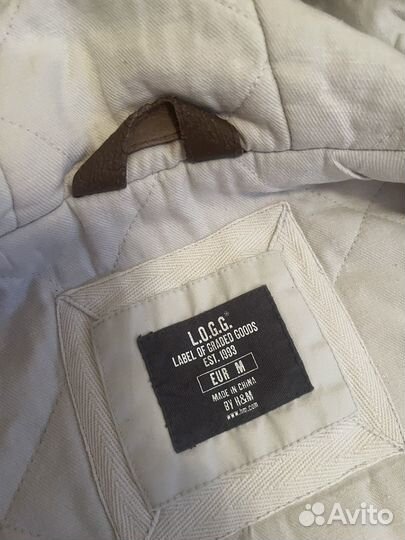 L.O.G.G.
LABEL OF GRADED GOODS
EST. 1993
EUR M
MADE IN CHINA
BY H&M
www.hm.com
Avito